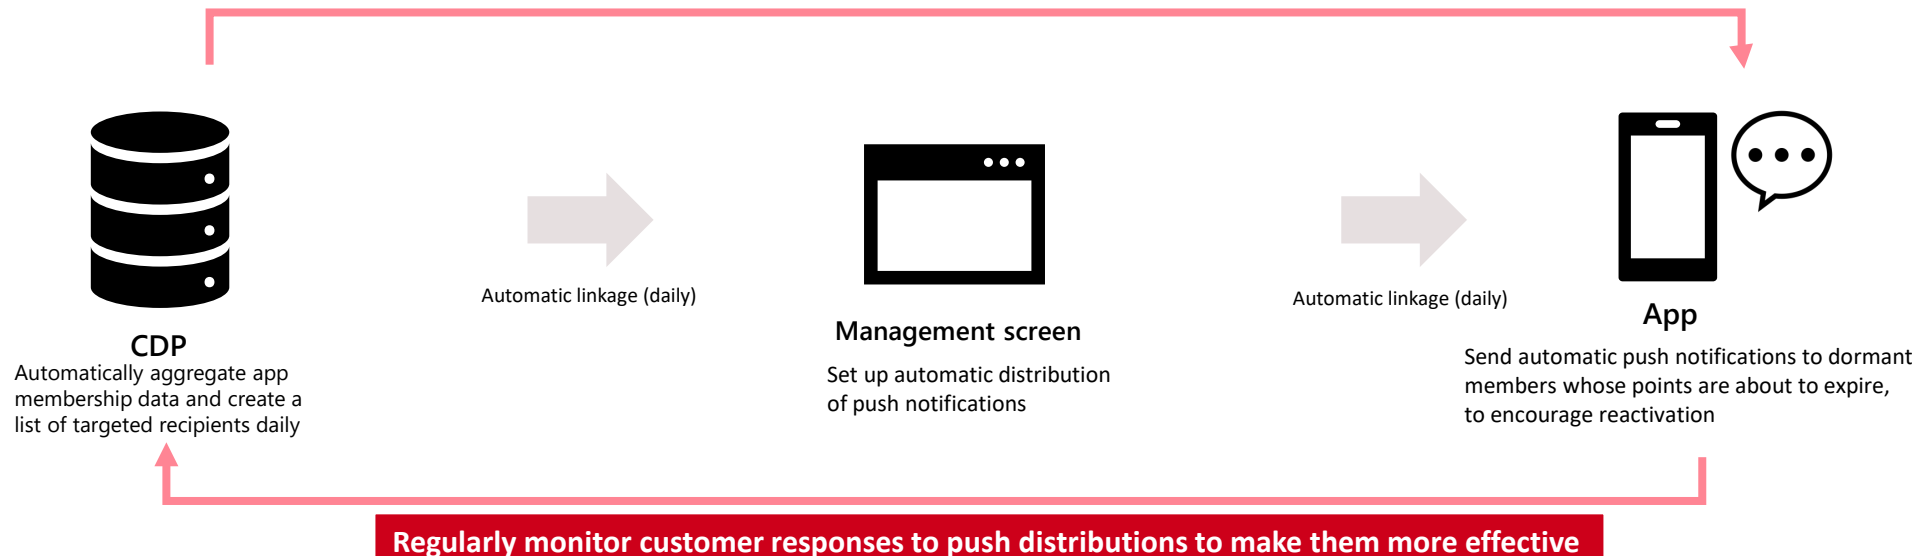 CDP
Automatically aggregate app
membership data and create a
list of targeted recipients daily
Automatic linkage (daily)
Management screen
Set up automatic distribution
of push notifications
Automatic linkage (daily)
App
Send automatic push notifications to dormant
members whose points are about to expire,
to encourage reactivation
Regularly monitor customer responses to push distributions to make them more effective